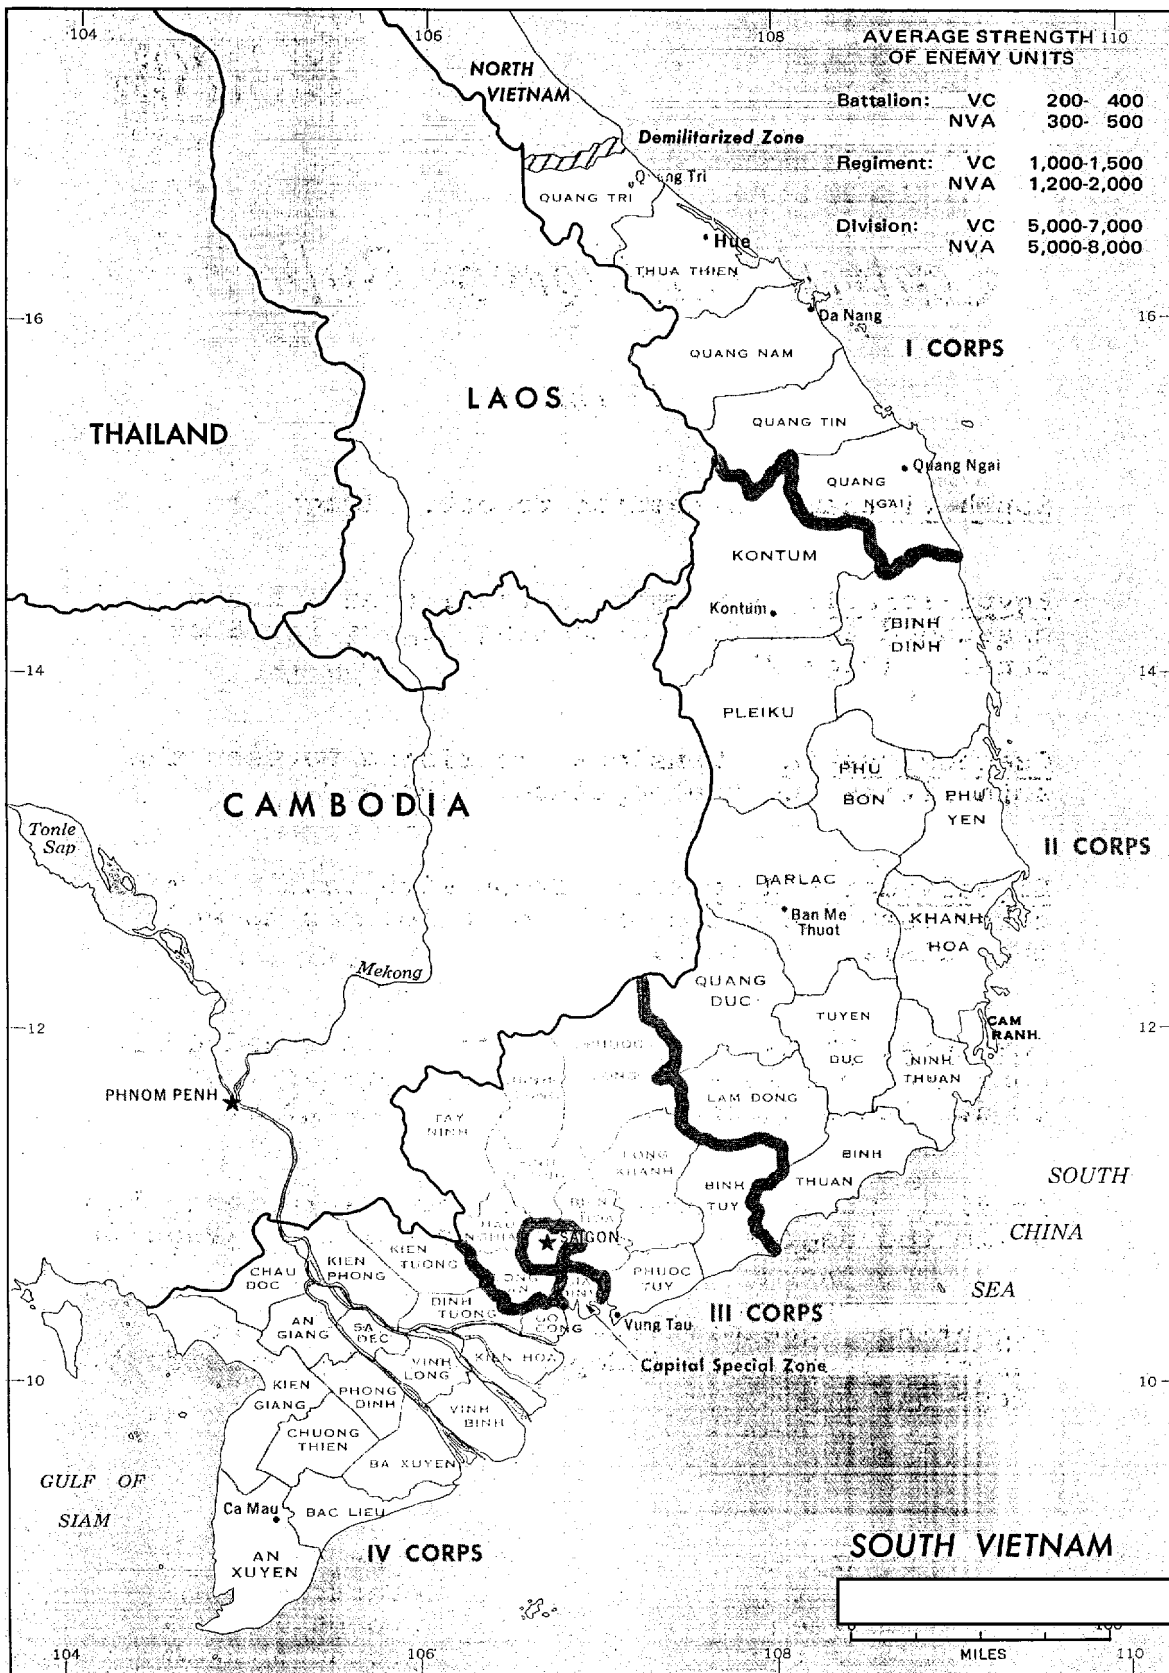 104
106
108
110
AVERAGE STRENGTH
OF ENEMY UNITS
Battalion: VC 200- 400
NVA 300- 500
Regiment: VC 1,000-1,500
NVA 1,200-2,000
Division: VC 5,000-7,000
NVA 5,000-8,000
NORTH
VIETNAM
Demilitarized Zone
QUANG TRI
Hue
THUA THIEN
16
16
Da Nang
QUANG NAM
I CORPS
LAOS
THAILAND
QUANG TIN
Quang Ngai
QUANG
NGAI
KONTUM
Kontum
BINH
DINH
14
14
PLEIKU
PHU
BON
PHU
YEN
CAMBODIA
Tonle
Sap
II CORPS
DARLAC
Ban Me
Thuot
KHANH
HOA
Mekong
QUANG
DUC
12
12
TUYEN
DUC
CAM
RANH
NINH
THUAN
PHNOM PENH
LAM DONG
TAY
NINH
KHANH
BINH
THUAN
BINH
TUY
SOUTH
CHINA
SEA
SAIGON
KIEN
TUONG
KIEN
PHONG
CHAU
DOC
PHUOC
TUY
DINH
TUONG
GO
CONG
III CORPS
Vung Tau
AN
GIANG
SA
DEC
Capital Special Zone
VINH
LONG
KIEN HOA
10
10
KIEN
GIANG
PHONG
DINH
VINH
BINH
CHUONG
THIEN
BA XUYEN
GULF OF
SIAM
Ca Mau
BAC LIEU
AN
XUYEN
IV CORPS
SOUTH VIETNAM
MILES
104
106
108
110